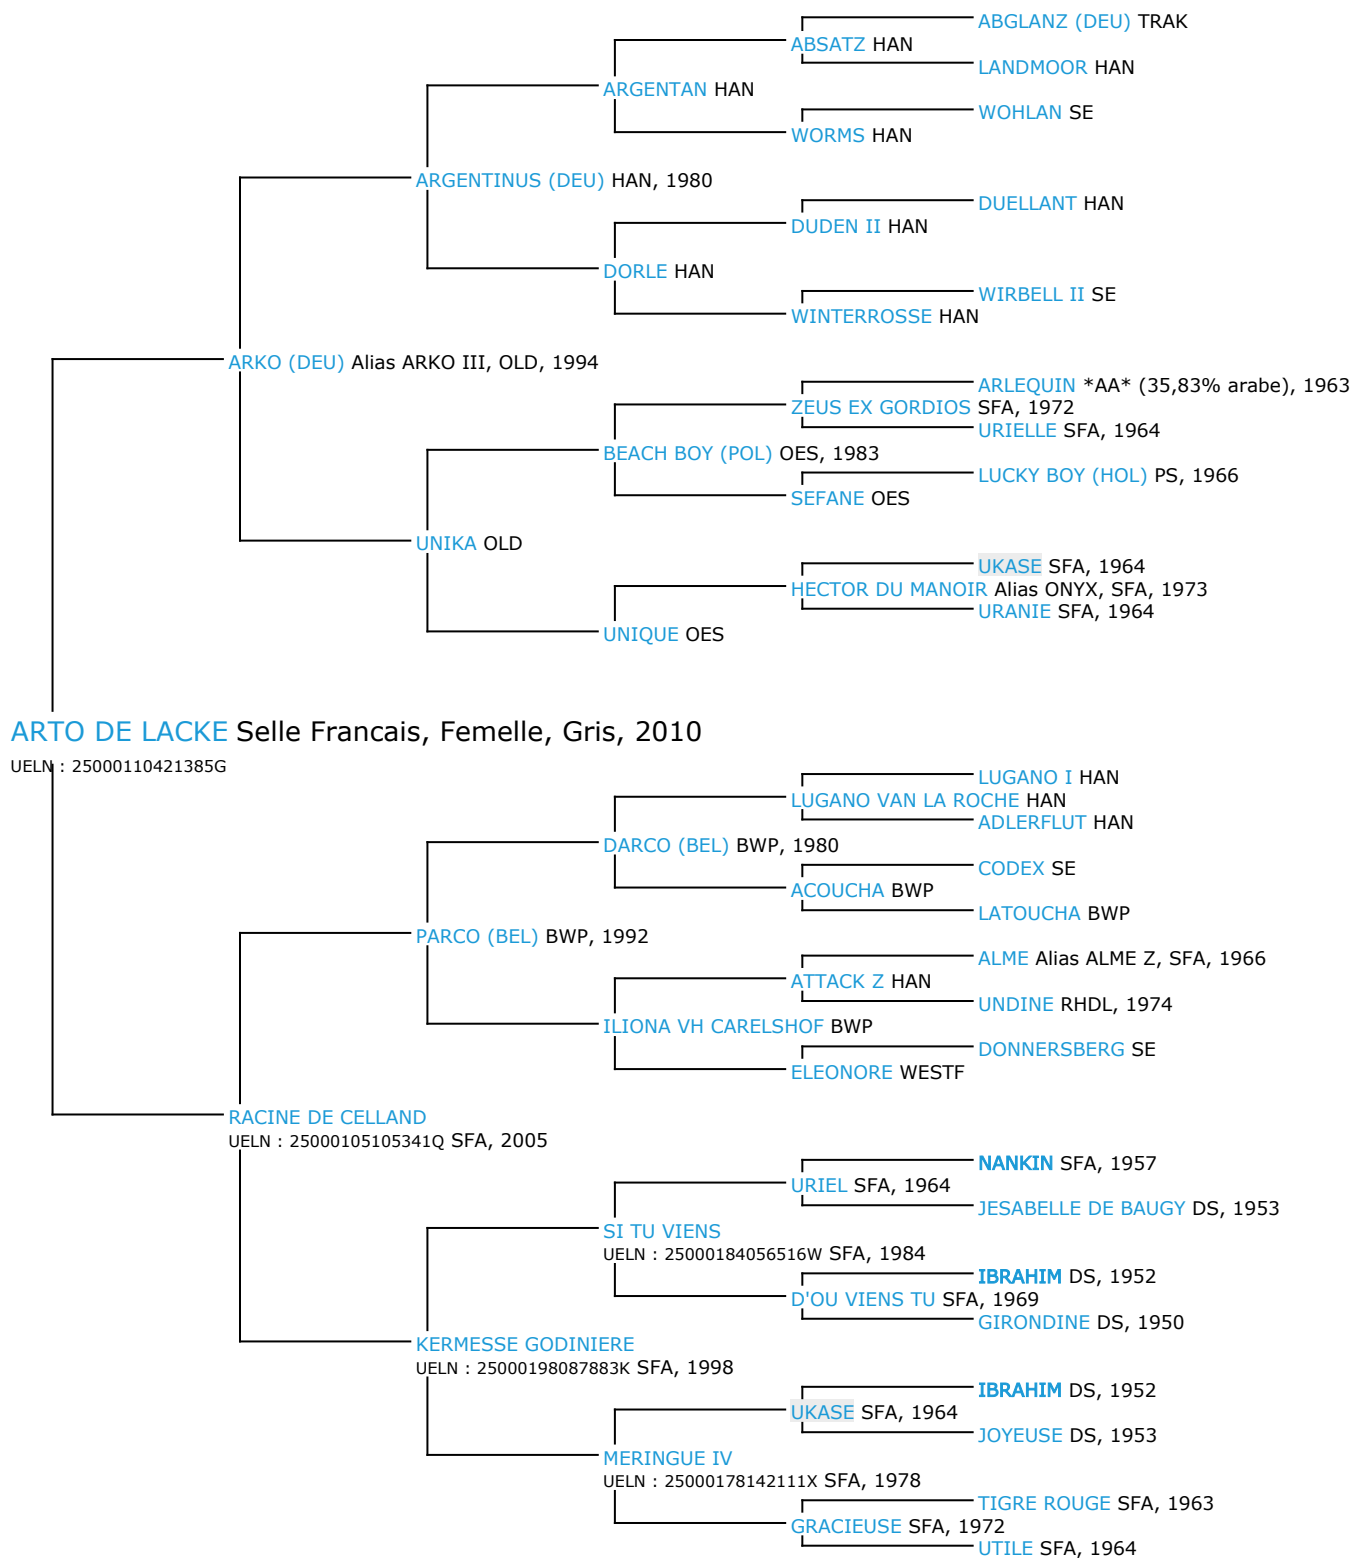 ABGLANZ (DEU) TRAK
ABSATZ HAN
LANDMOOR HAN
ARGENTAN HAN
WOHLAN SE
WORMS HAN
ARGENTINUS (DEU) HAN, 1980
DUELLANT HAN
DUDEN II HAN
DORLE HAN
WIRBELL II SE
WINTERROSSE HAN
ARKO (DEU) Alias ARKO III, OLD, 1994
ARLEQUIN *AA* (35,83% arabe), 1963
ZEUS EX GORDIOS SFA, 1972
URIELLE SFA, 1964
BEACH BOY (POL) OES, 1983
LUCKY BOY (HOL) PS, 1966
SEFANE OES
UNIKA OLD
UKASE SFA, 1964
HECTOR DU MANOIR Alias ONYX, SFA, 1973
URANIE SFA, 1964
UNIQUE OES
ARTO DE LACKE Selle Francais, Femelle, Gris, 2010
UELN : 25000110421385G
LUGANO I HAN
LUGANO VAN LA ROCHE HAN
ADLERFLUT HAN
DARCO (BEL) BWP, 1980
CODEX SE
ACOUCHA BWP
LATOUCHA BWP
PARCO (BEL) BWP, 1992
ALME Alias ALME Z, SFA, 1966
ATTACK Z HAN
UNDINE RHDL, 1974
ILIONA VH CARELSHOF BWP
DONNERSBERG SE
ELEONORE WESTF
RACINE DE CELLAND
UELN : 25000105105341Q SFA, 2005
NANKIN SFA, 1957
URIEL SFA, 1964
JESABELLE DE BAUGY DS, 1953
SI TU VIENS
UELN : 25000184056516W SFA, 1984
IBRAHIM DS, 1952
D'OU VIENS TU SFA, 1969
GIRONDINE DS, 1950
KERMESSE GODINIERE
UELN : 25000198087883K SFA, 1998
IBRAHIM DS, 1952
UKASE SFA, 1964
JOYEUSE DS, 1953
MERINGUE IV
UELN : 25000178142111X SFA, 1978
TIGRE ROUGE SFA, 1963
GRACIEUSE SFA, 1972
UTILE SFA, 1964